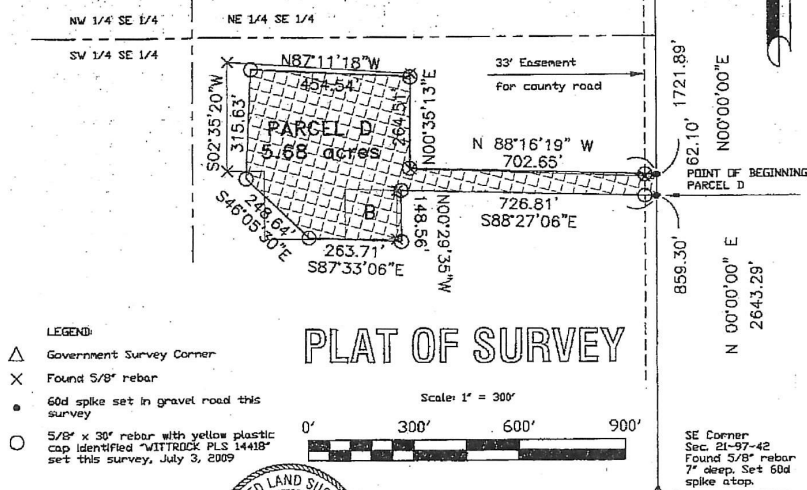 NW 1/4 SE 1/4
NE 1/4 SE 1/4
SW 1/4 SE 1/4
N87°11'18"W
454.54'
33' Easement
for county road
S02°35'20"W
315.63'
PARCEL D
5.68 acres
264.51'
N00°35'13"E
N 88°16'19" W
702.65'
1721.89'
62.10'
N00°00'00"E
POINT OF BEGINNING
PARCEL D
726.81'
S88°27'06"E
B
148.56'
N00°29'35"W
248.64'
S46°05'30"E
263.71'
S87°33'06"E
859.30'
N 00°00'00" E
2643.29'
LEGEND:
Government Survey Corner
Found 5/8" rebar
60d spike set in gravel road this
survey
5/8" x 30" rebar with yellow plastic
cap identified "WITTROCK PLS 14418"
set this survey, July 3, 2009
PLAT OF SURVEY
Scale: 1" = 300'
0' 300' 600' 900'
SE Corner
Sec. 21-97-42
Found 5/8" rebar
7" deep. Set 60d
spike atop.
LAND